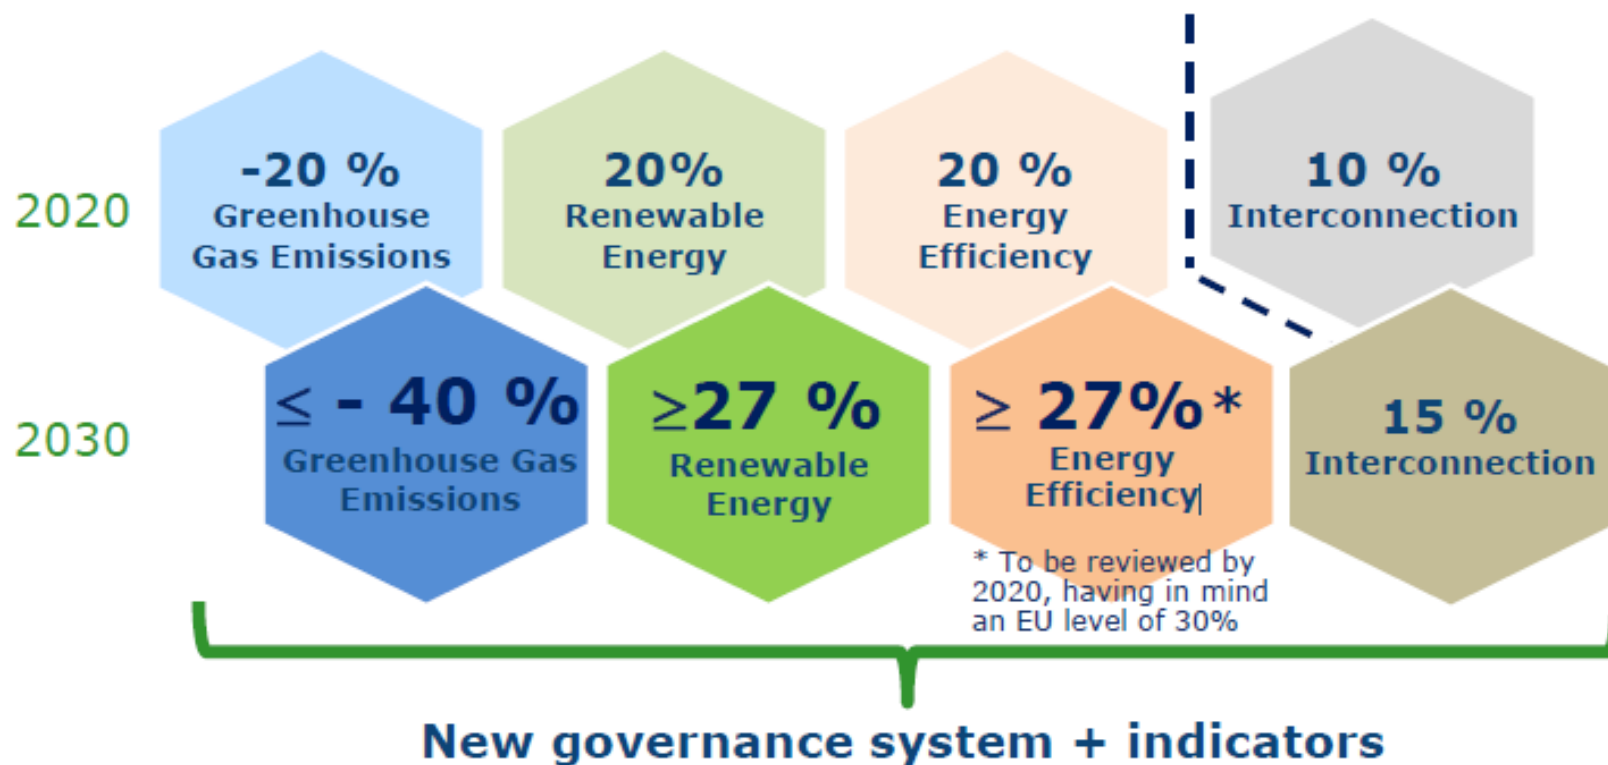 2020
-20 %
Greenhouse
Gas Emissions
20%
Renewable
Energy
20 %
Energy
Efficiency
10 %
Interconnection
2030
≤ - 40 %
Greenhouse Gas
Emissions
≥27 %
Renewable
Energy
≥ 27%*
Energy
Efficiency
* To be reviewed by
2020, having in mind
an EU level of 30%
15 %
Interconnection
New governance system + indicators